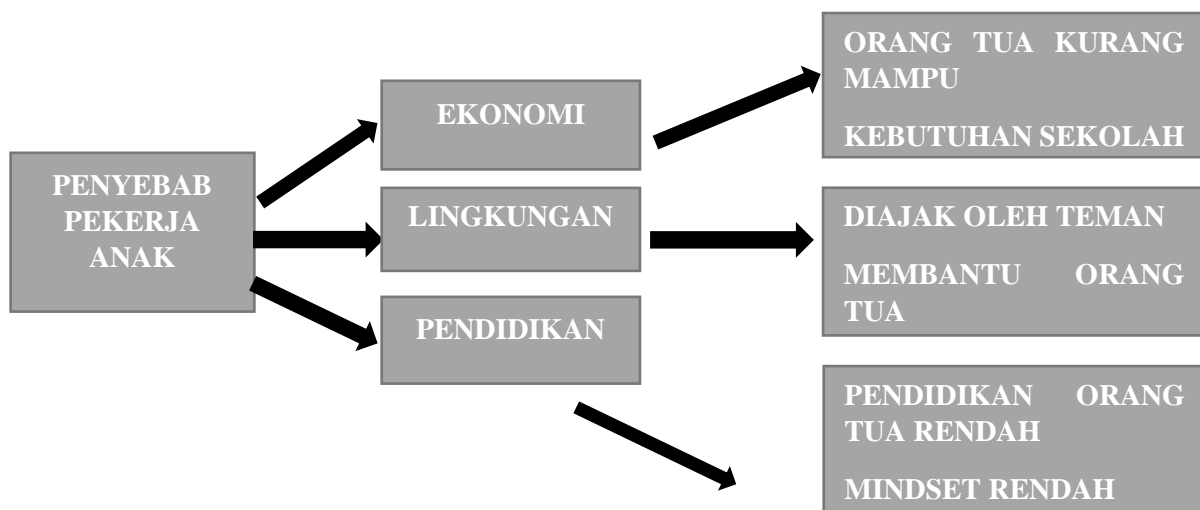 PENYEBAB
PEKERJA
ANAK
EKONOMI
LINGKUNGAN
PENDIDIKAN
ORANG TUA KURANG
MAMPU
KEBUTUHAN SEKOLAH
DIAJAK OLEH TEMAN
MEMBANTU ORANG
TUA
PENDIDIKAN ORANG
TUA RENDAH
MINDSET RENDAH